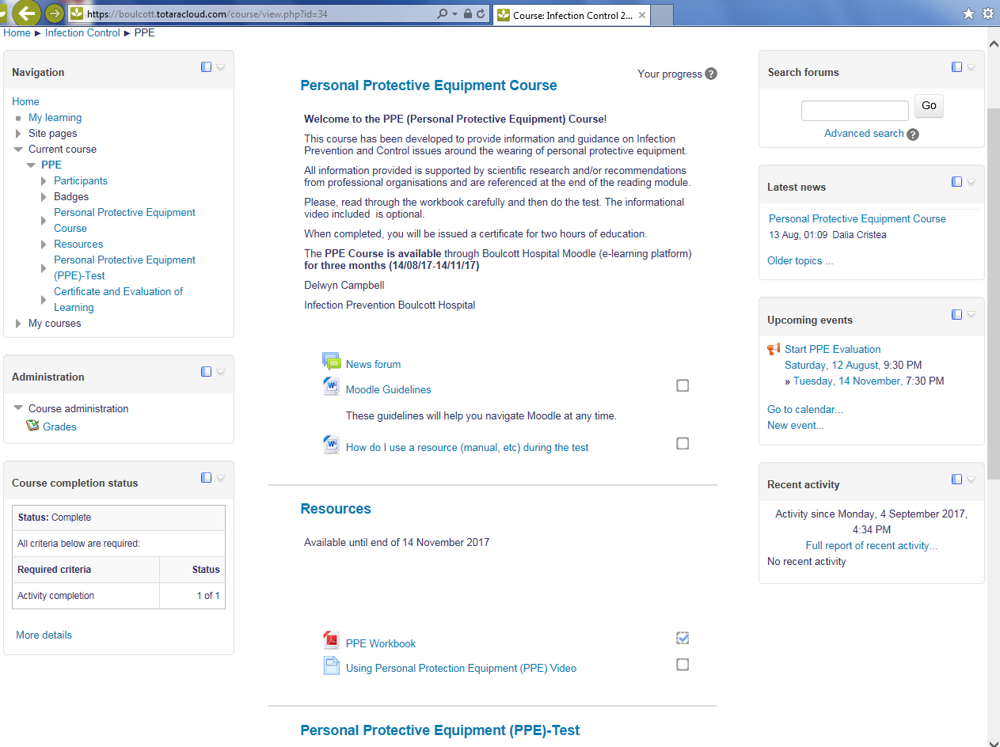 https://boulcott.totaracloud.com/course/view.php?id=34
Course: Infection Control 2...
Home ► Infection Control ► PPE
Navigation
Home
My learning
Site pages
Current course
PPE
Participants
Badges
Personal Protective Equipment
Course
Resources
Personal Protective Equipment
(PPE)-Test
Certificate and Evaluation of
Learning
My courses
Administration
Course administration
Grades
Course completion status
Status: Complete
All criteria below are required:
Required criteria Status
Activity completion 1 of 1
More details
Your progress ?
Personal Protective Equipment Course
Welcome to the PPE (Personal Protective Equipment) Course!
This course has been developed to provide information and guidance on Infection
Prevention and Control issues around the wearing of personal protective equipment.
All information provided is supported by scientific research and/or recommendations
from professional organisations and are referenced at the end of the reading module.
Please, read through the workbook carefully and then do the test. The informational
video included  is optional.
When completed, you will be issued a certificate for two hours of education.
The PPE Course is available through Boulcott Hospital Moodle (e-learning platform)
for three months (14/08/17-14/11/17)
Delwyn Campbell
Infection Prevention Boulcott Hospital
News forum
Moodle Guidelines
These guidelines will help you navigate Moodle at any time.
How do I use a resource (manual, etc) during the test
Resources
Available until end of 14 November 2017
PPE Workbook
Using Personal Protection Equipment (PPE) Video
Personal Protective Equipment (PPE)-Test
Search forums
Go
Advanced search ?
Latest news
Personal Protective Equipment Course
13 Aug, 01:09 Dalia Cristea
Older topics ...
Upcoming events
Start PPE Evaluation
Saturday, 12 August, 9:30 PM
» Tuesday, 14 November, 7:30 PM
Go to calendar...
New event...
Recent activity
Activity since Monday, 4 September 2017,
4:34 PM
Full report of recent activity...
No recent activity